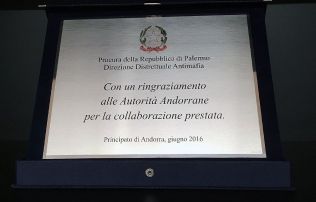 Procura della Repubblica di Palermo
Direzione Distrettuale Antimafia
Con un ringraziamento
alle Autorità Andorrane
per la collaborazione prestata.
Principato di Andorra, giugno 2016